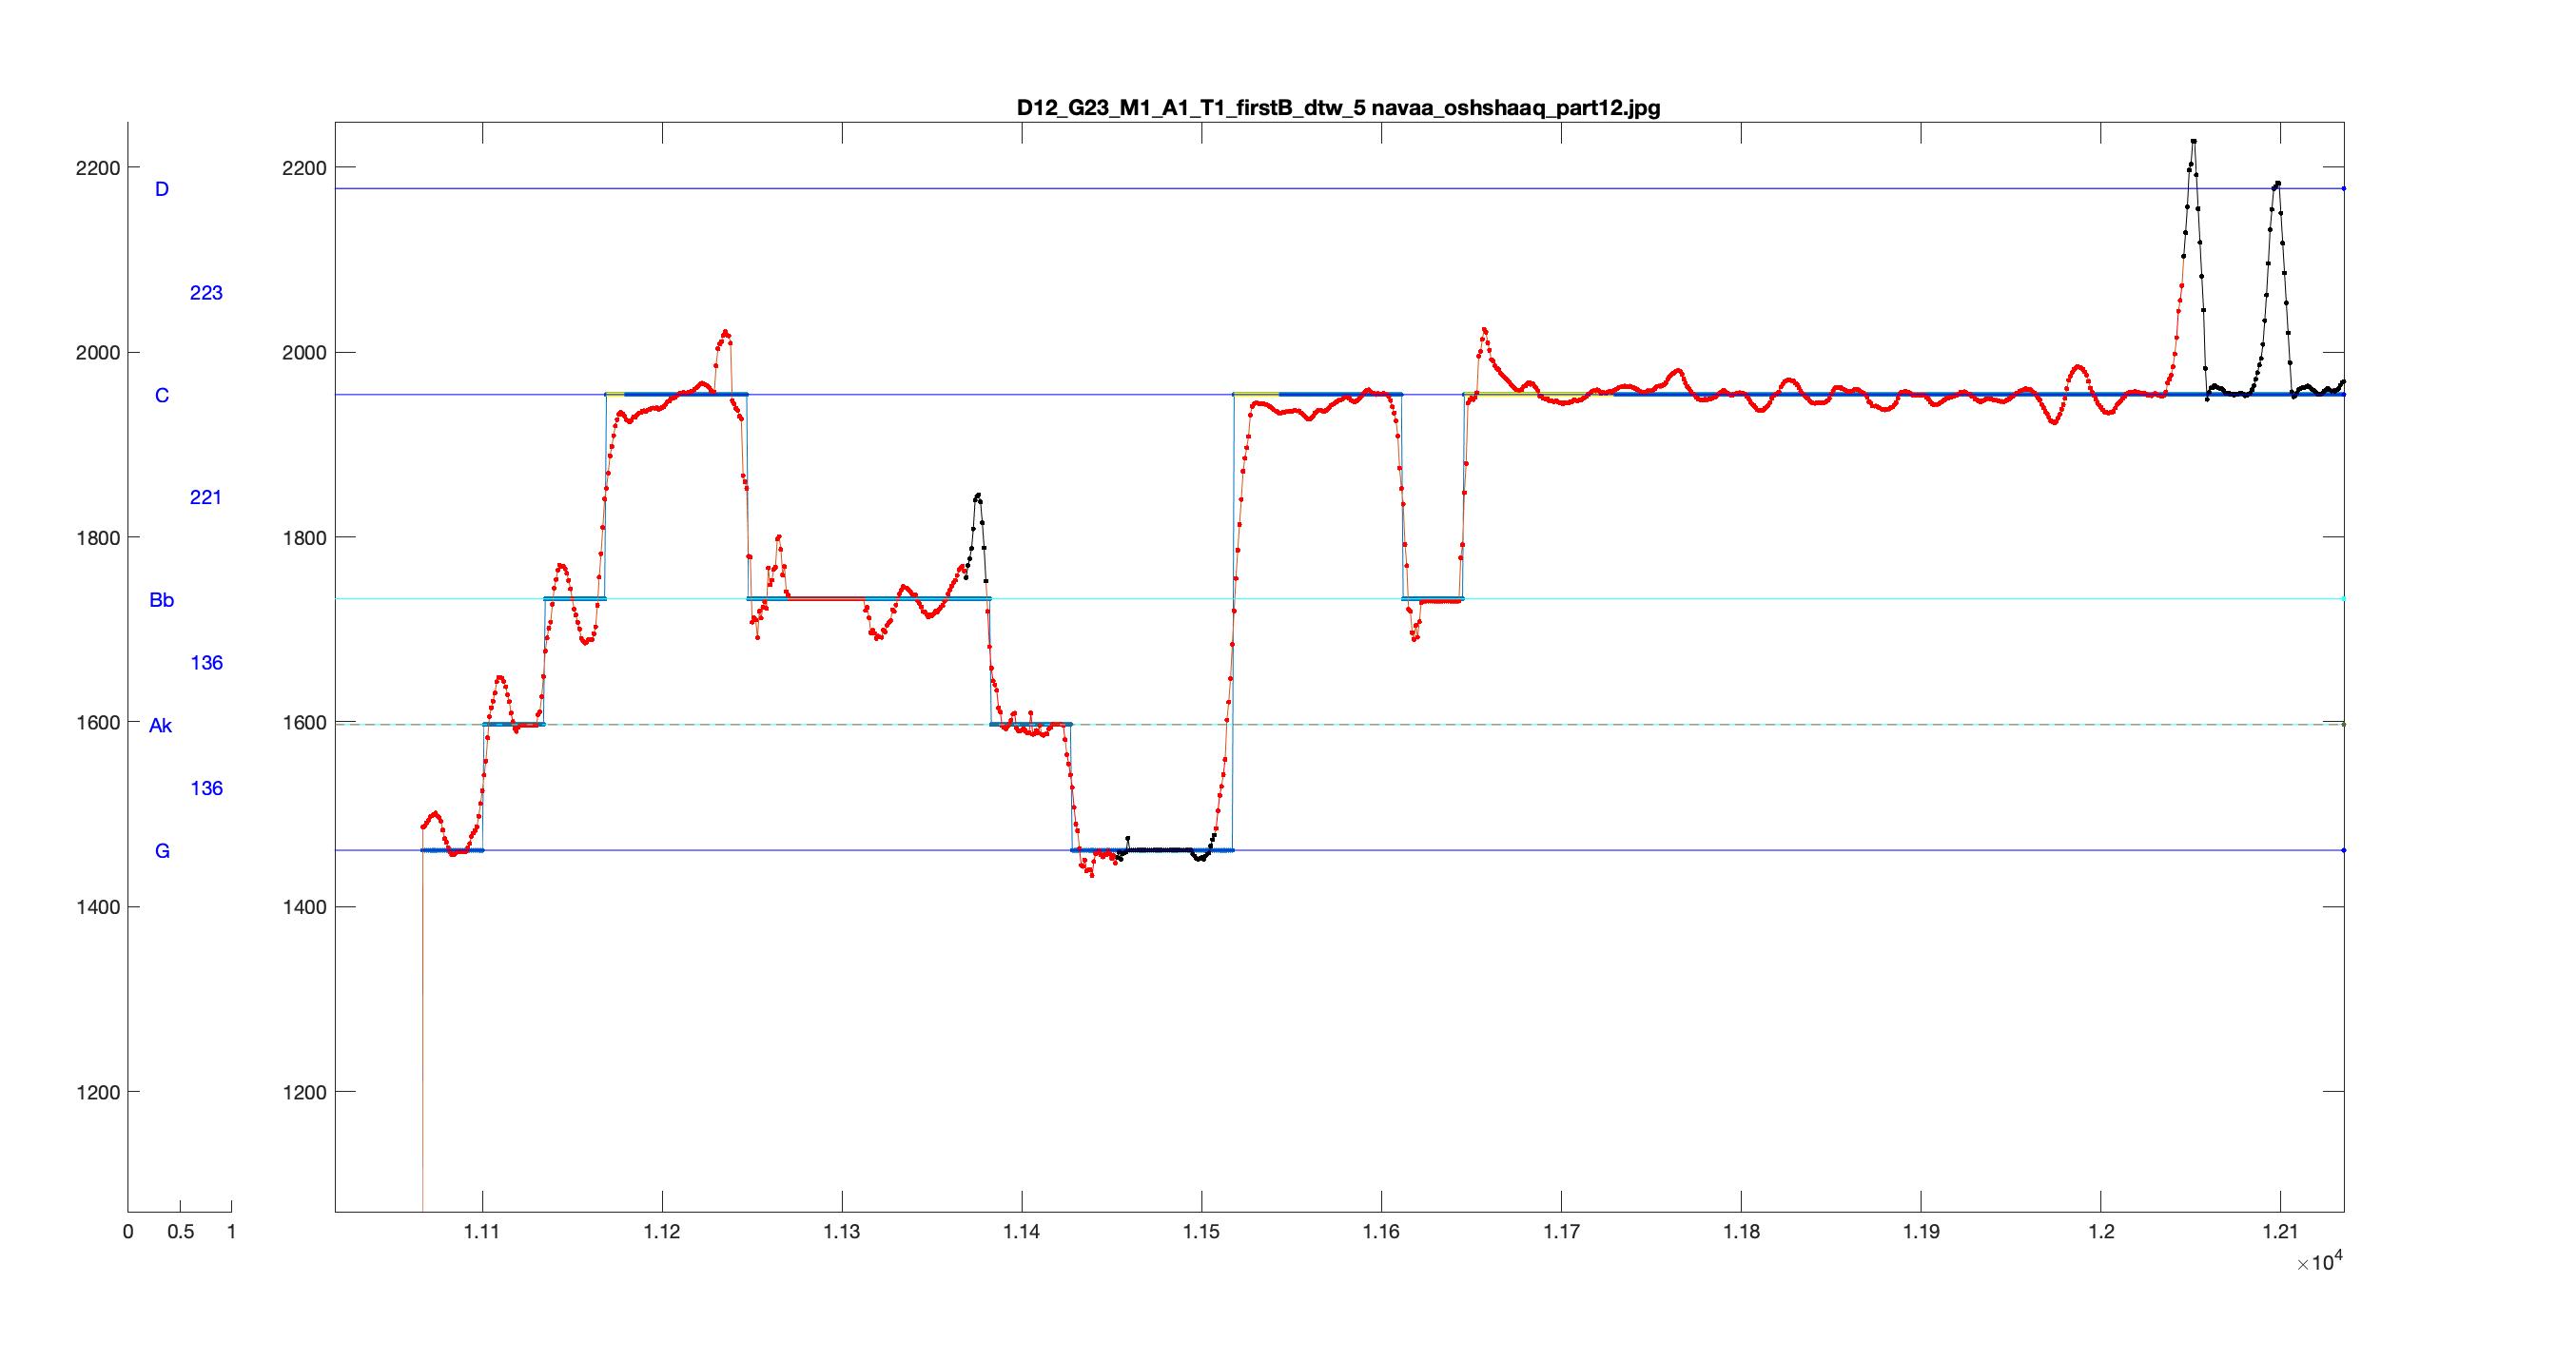 D12_G23_M1_A1_T1_firstB_dtw_5 navaa_oshshaaq_part12.jpg
2200 2200
D
223
2000 2000
C
221
1800 1800
Bb
136
Ak 1600 1600
136
G
1400 1400
1200 1200
0 0.5 1 1.11 1.12 1.13 1.14 1.15 1.16 1.17 1.18 1.19 1.2 1.21
×10^4